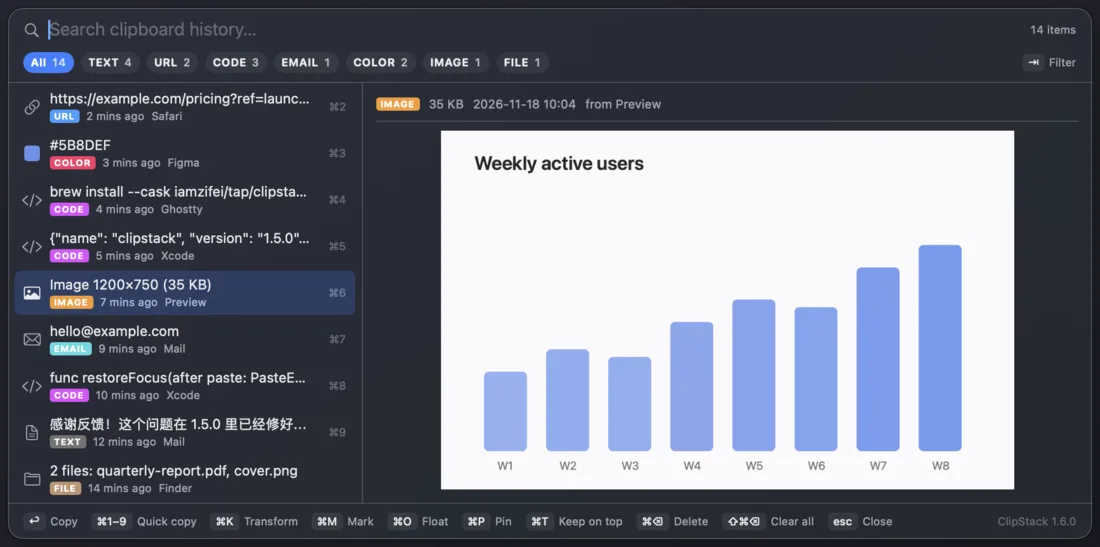 Search clipboard history...
14 items
All 14 TEXT 4 URL 2 CODE 3 EMAIL 1 COLOR 2 IMAGE 1 FILE 1
⇥ Filter
https://example.com/pricing?ref=launc...
⌘2
URL 2 mins ago Safari
#5B8DEF
⌘3
COLOR 3 mins ago Figma
brew install --cask iamzifei/tap/clipsta...
⌘4
CODE 4 mins ago Ghostty
{"name": "clipstack", "version": "1.5.0"...
⌘5
CODE 5 mins ago Xcode
Image 1200×750 (35 KB)
⌘6
IMAGE 7 mins ago Preview
hello@example.com
⌘7
EMAIL 9 mins ago Mail
func restoreFocus(after paste: PasteE...
⌘8
CODE 10 mins ago Xcode
感谢反馈！这个问题在 1.5.0 里已经修好...
⌘9
TEXT 12 mins ago Mail
2 files: quarterly-report.pdf, cover.png
FILE 14 mins ago Finder
IMAGE 35 KB 2026-11-18 10:04 from Preview
Weekly active users
W1 W2 W3 W4 W5 W6 W7 W8
↩ Copy ⌘1–9 Quick copy ⌘K Transform ⌘M Mark ⌘O Float ⌘P Pin ⌘T Keep on top ⌘⌫ Delete ⇧⌘⌫ Clear all esc Close
ClipStack 1.6.0